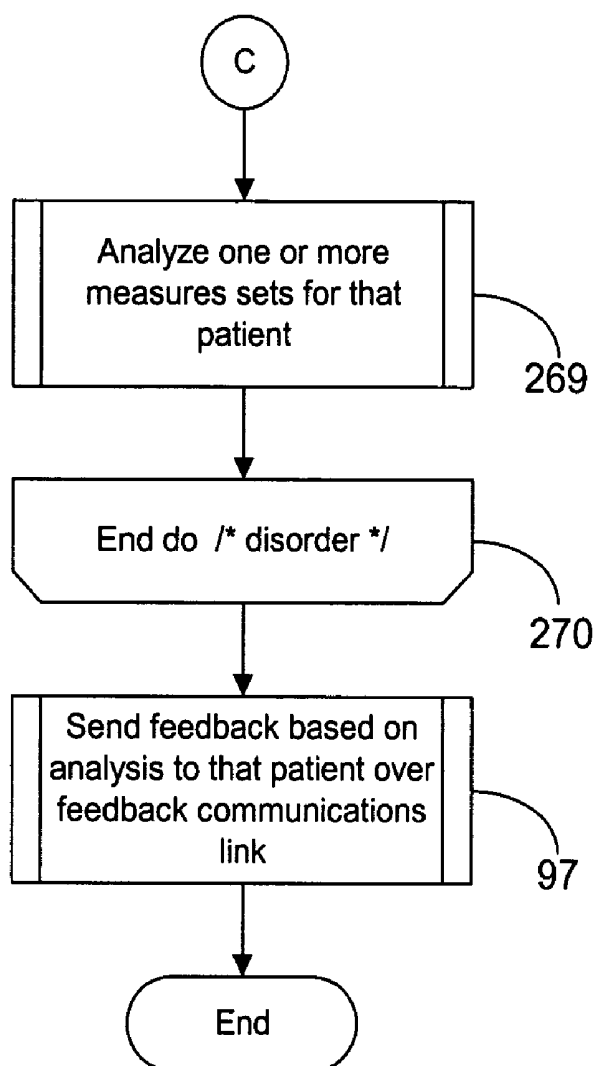 C
Analyze one or more
measures sets for that
patient
269
End do /* disorder */
270
Send feedback based on
analysis to that patient over
feedback communications
link
97
End